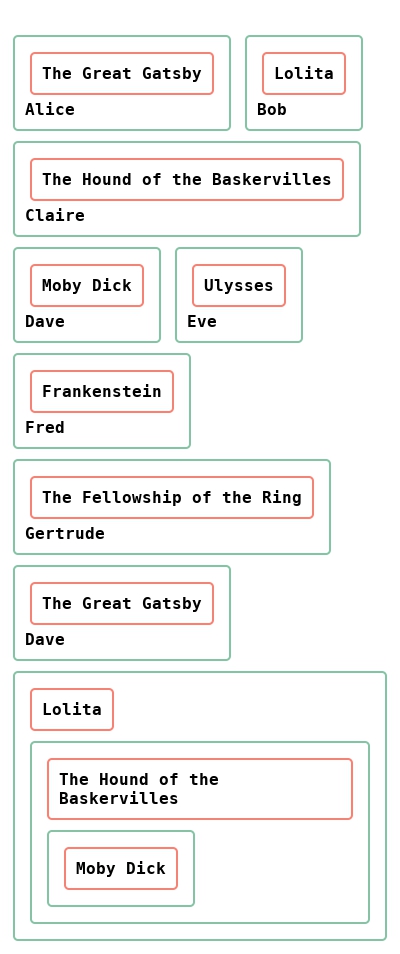 The Great Gatsby
Alice
Lolita
Bob
The Hound of the Baskervilles
Claire
Moby Dick
Dave
Ulysses
Eve
Frankenstein
Fred
The Fellowship of the Ring
Gertrude
The Great Gatsby
Dave
Lolita
The Hound of the
Baskervilles
Moby Dick